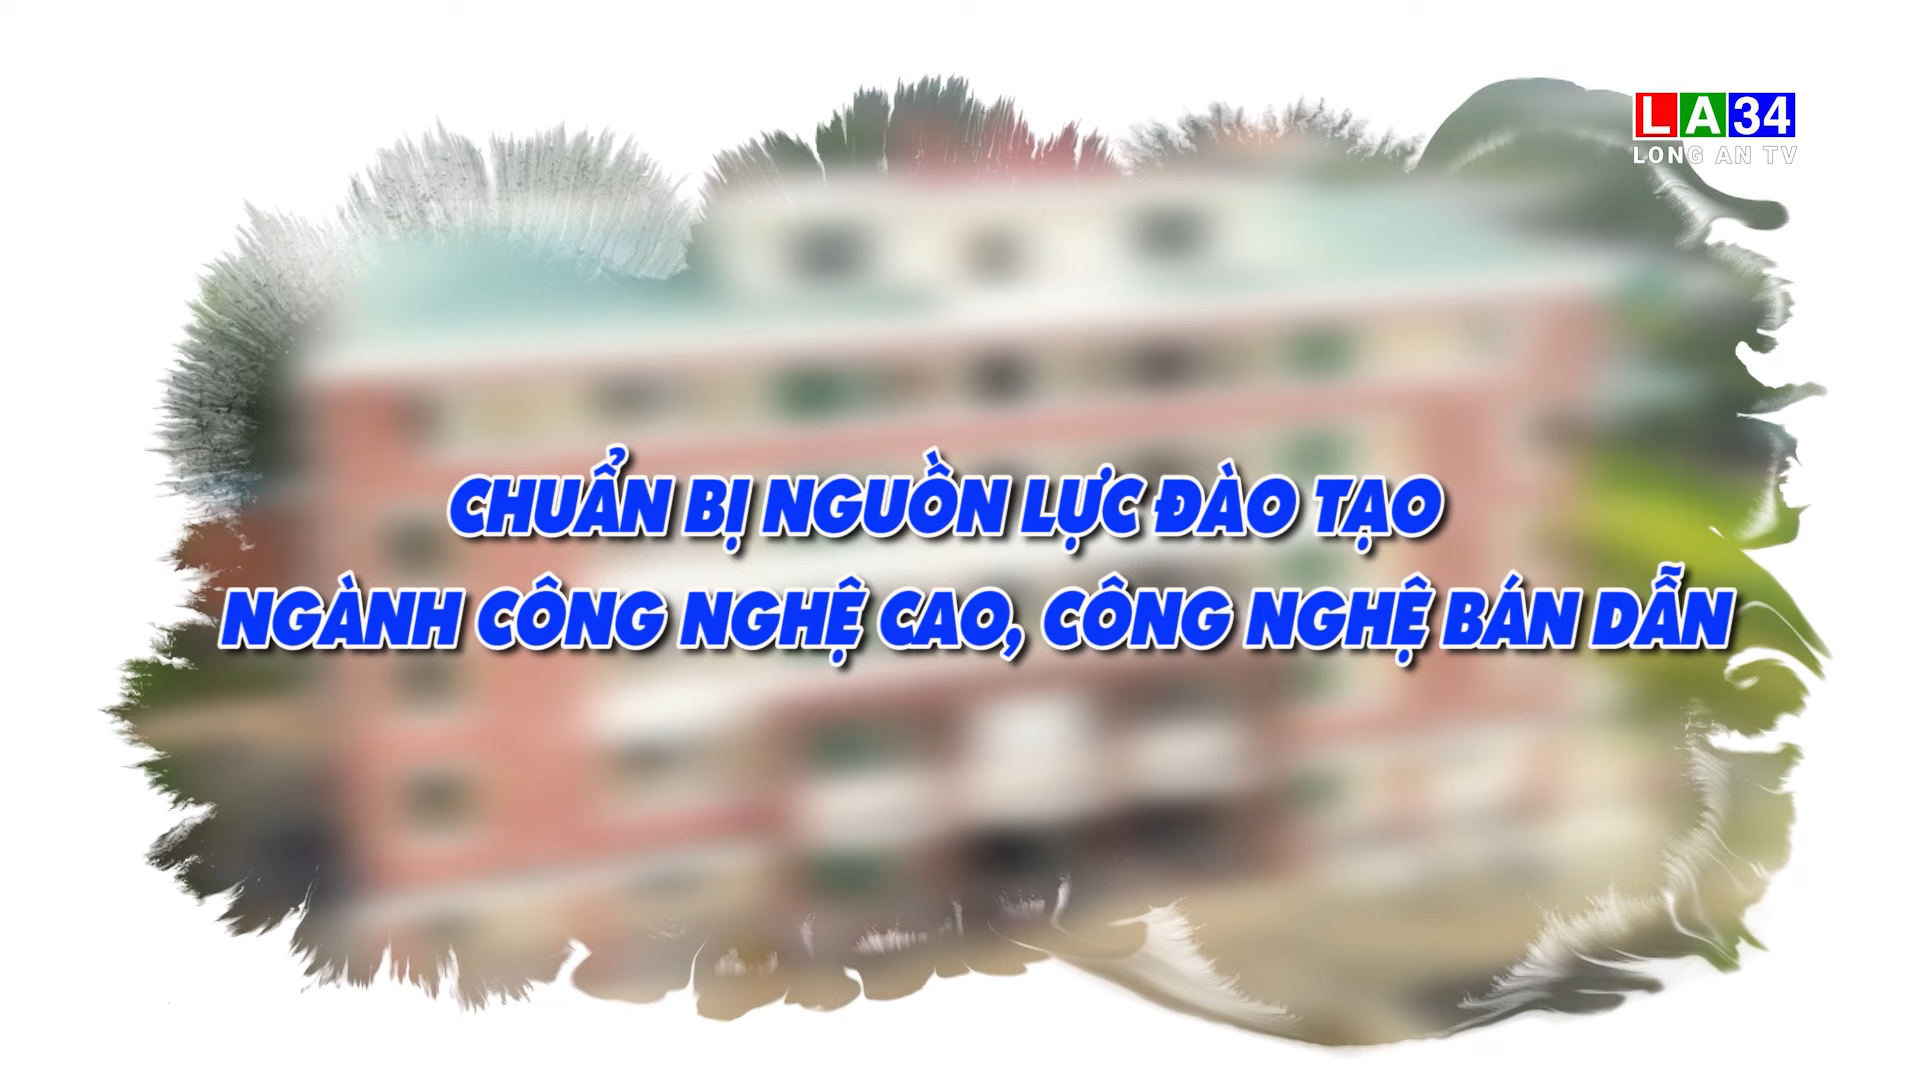 LA34
LONG AN TV
CHUẨN BỊ NGUỒN LỰC ĐÀO TẠO
NGÀNH CÔNG NGHỆ CAO, CÔNG NGHỆ BÁN DẪN